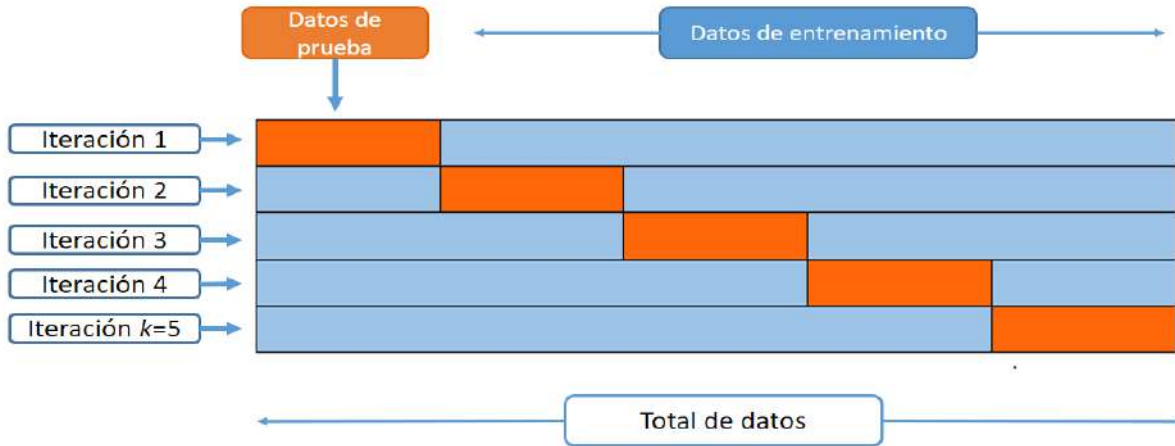 Datos de
prueba
Datos de entrenamiento
Iteración 1
Iteración 2
Iteración 3
Iteración 4
Iteración k=5
Total de datos